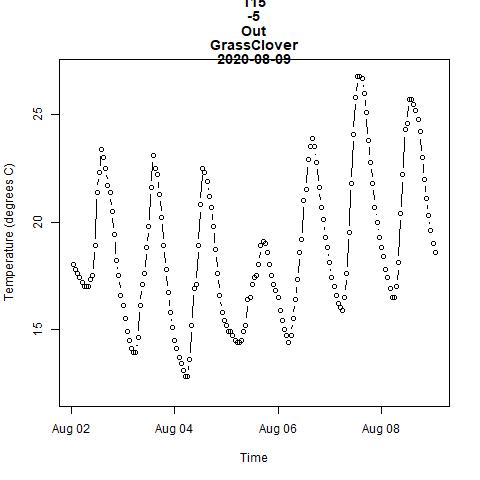 115
-5
Out
GrassClover
2020-08-09
Temperature (degrees C)
25
20
15
Aug 02
Aug 04
Aug 06
Aug 08
Time